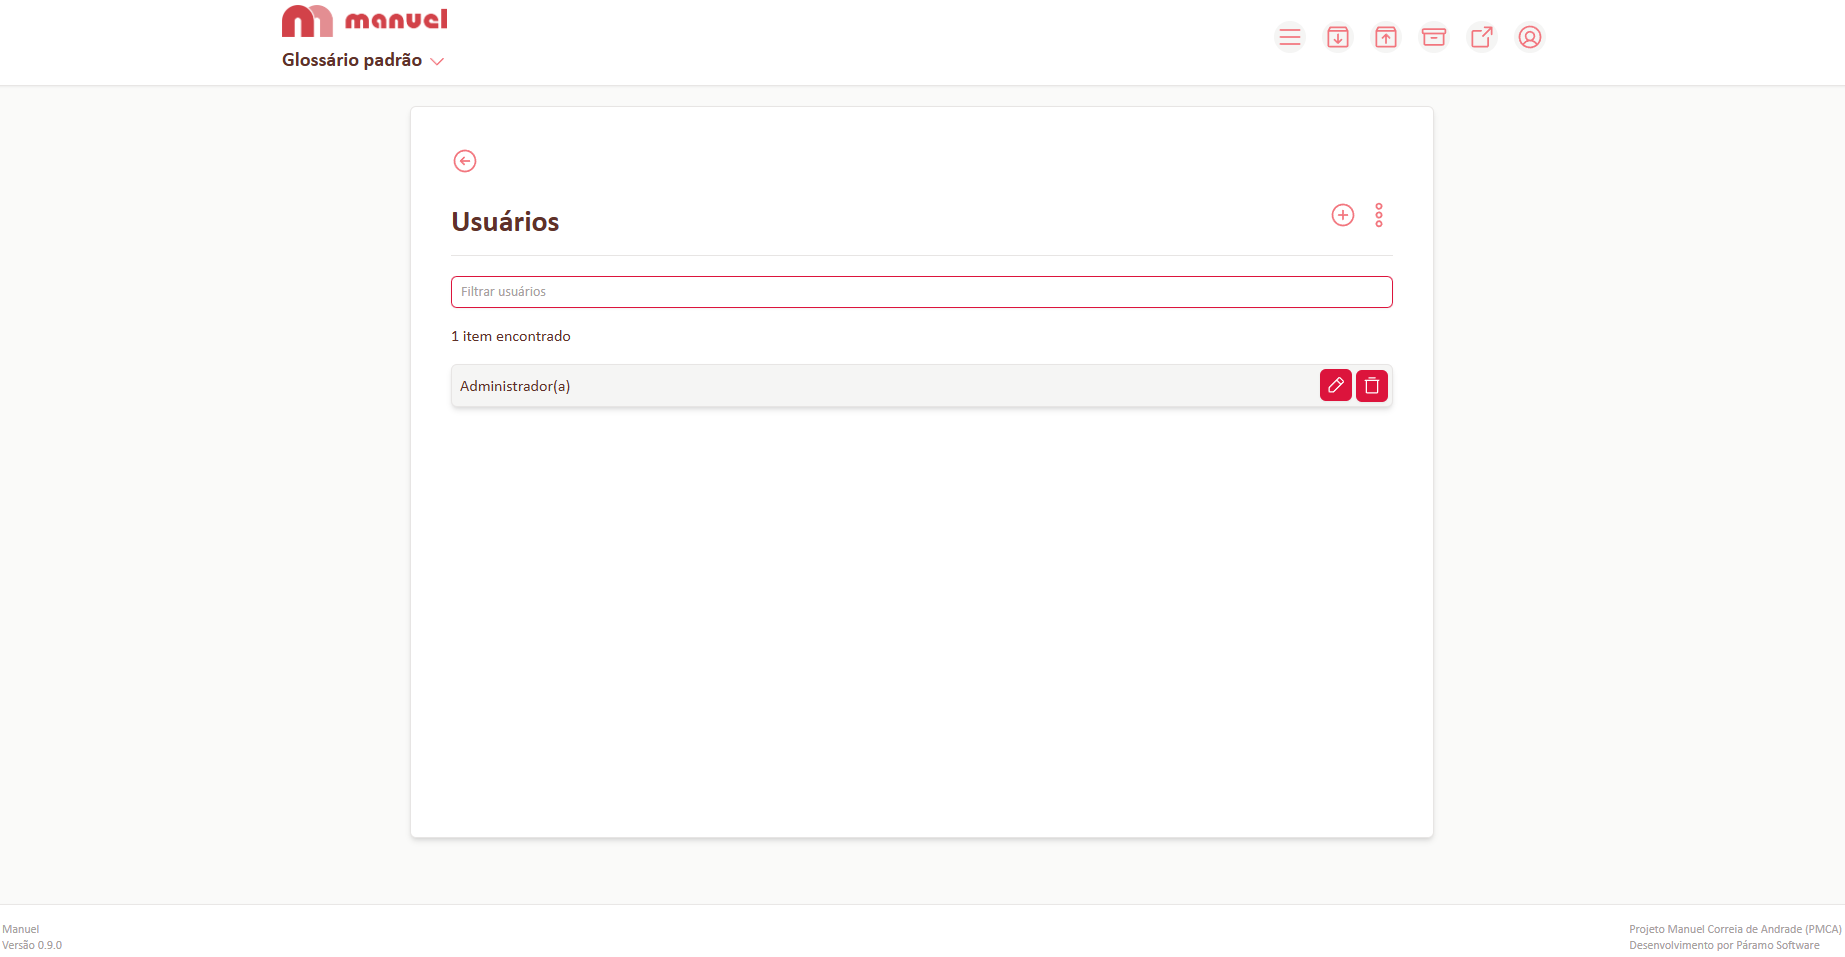 manuel
Glossário padrão
Usuários
Filtrar usuários
1 item encontrado
Administrador(a)
Manuel
Versão 0.9.0
Projeto Manuel Correia de Andrade (PMCA)
Desenvolvimento por Páramo Software